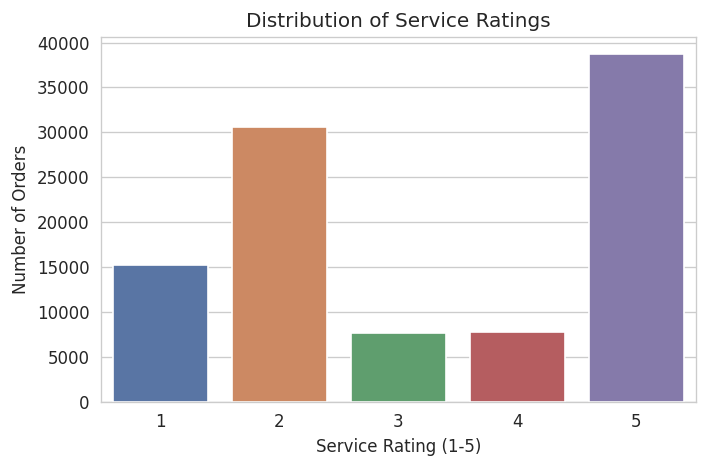 Distribution of Service Ratings
40000
35000
30000
25000
20000
15000
10000
5000
0
Number of Orders
1 2 3 4 5
Service Rating (1-5)